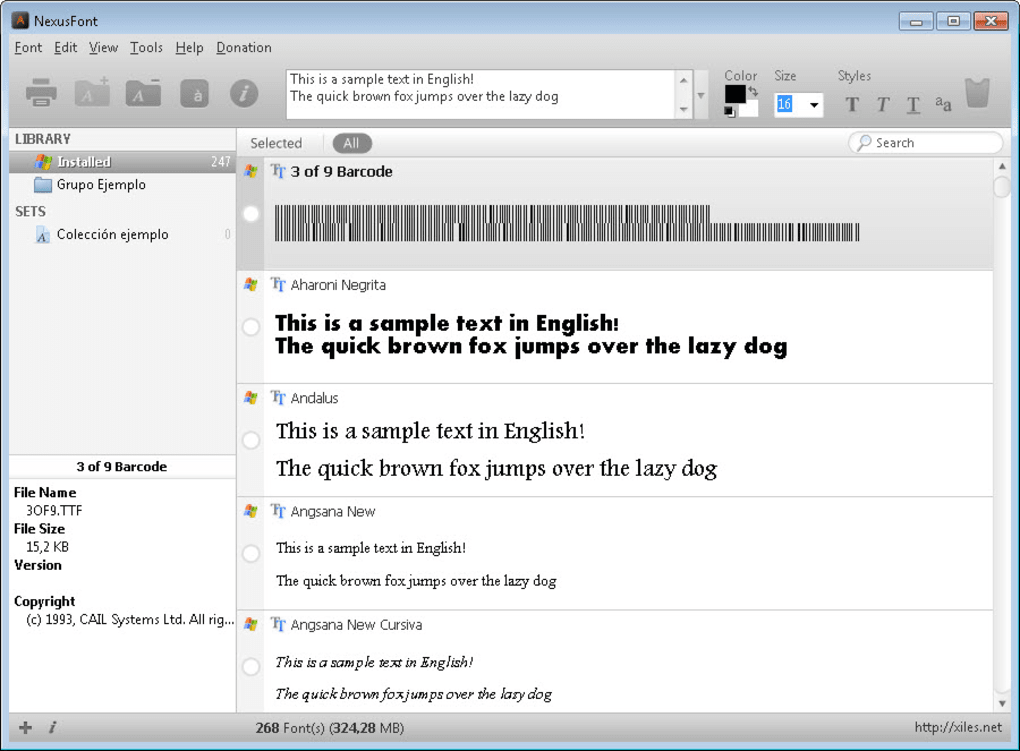 NexusFont
Font Edit View Tools Help Donation
This is a sample text in English!
The quick brown fox jumps over the lazy dog
Color Size Styles
16
T T T aa
LIBRARY
Installed 247
Grupo Ejemplo
SETS
Colección ejemplo 0
Selected All Search
3 of 9 Barcode
Aharoni Negrita
This is a sample text in English!
The quick brown fox jumps over the lazy dog
Andalus
This is a sample text in English!
The quick brown fox jumps over the lazy dog
Angsana New
This is a sample text in English!
The quick brown fox jumps over the lazy dog
Angsana New Cursiva
This is a sample text in English!
The quick brown fox jumps over the lazy dog
3 of 9 Barcode
File Name
3OF9.TTF
File Size
15,2 KB
Version
Copyright
(c) 1993, CAIL Systems Ltd. All rig...
268 Font(s) (324,28 MB)
http://xiles.net